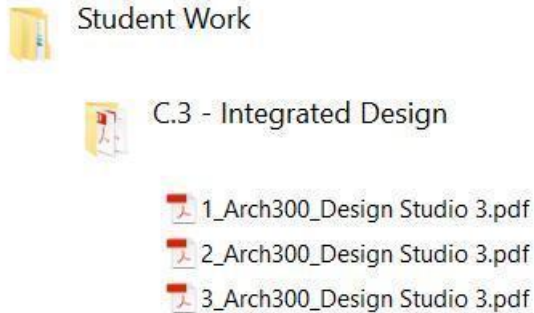 Student Work
C.3 - Integrated Design
1_Arch300_Design Studio 3.pdf
2_Arch300_Design Studio 3.pdf
3_Arch300_Design Studio 3.pdf